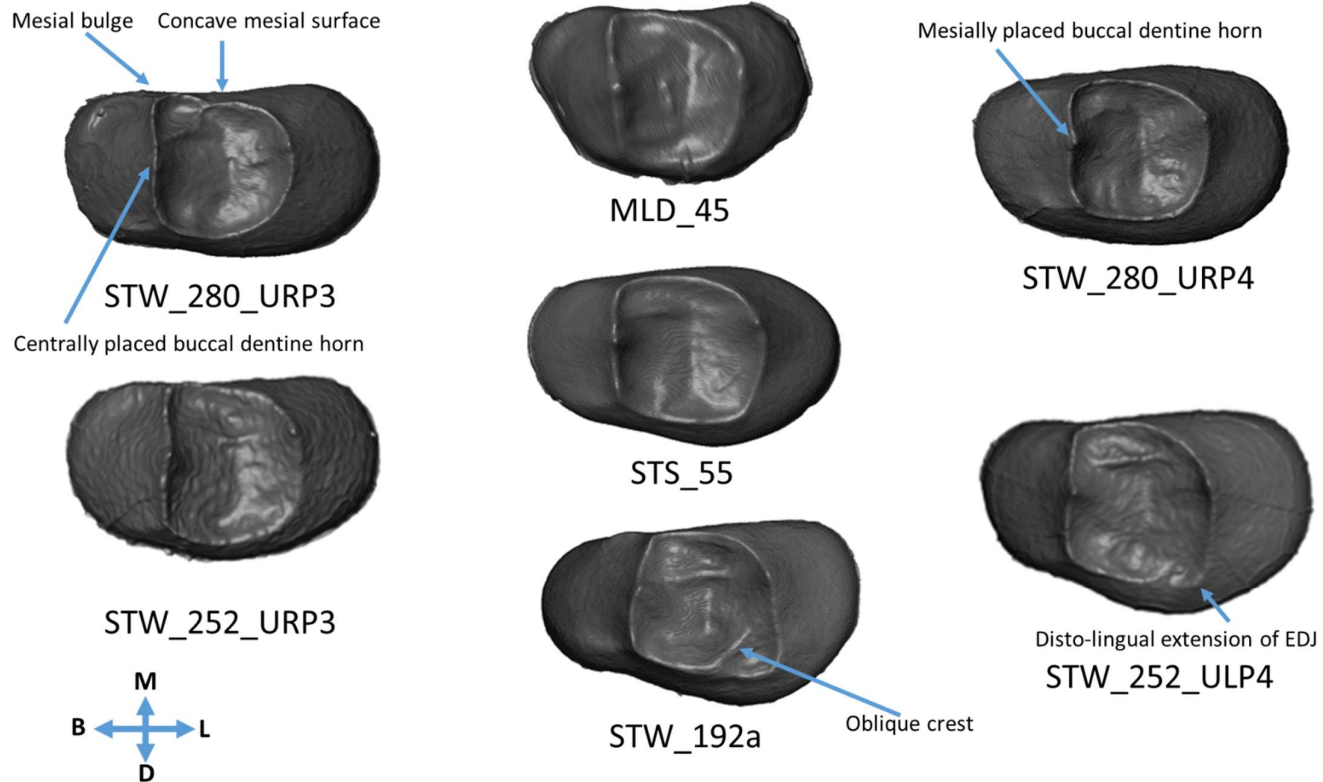 Mesial bulge
Concave mesial surface
Mesially placed buccal dentine horn
MLD_45
STW_280_URP3
STW_280_URP4
Centrally placed buccal dentine horn
STS_55
STW_252_URP3
Disto-lingual extension of EDJ
STW_252_ULP4
M
B
L
D
Oblique crest
STW_192a